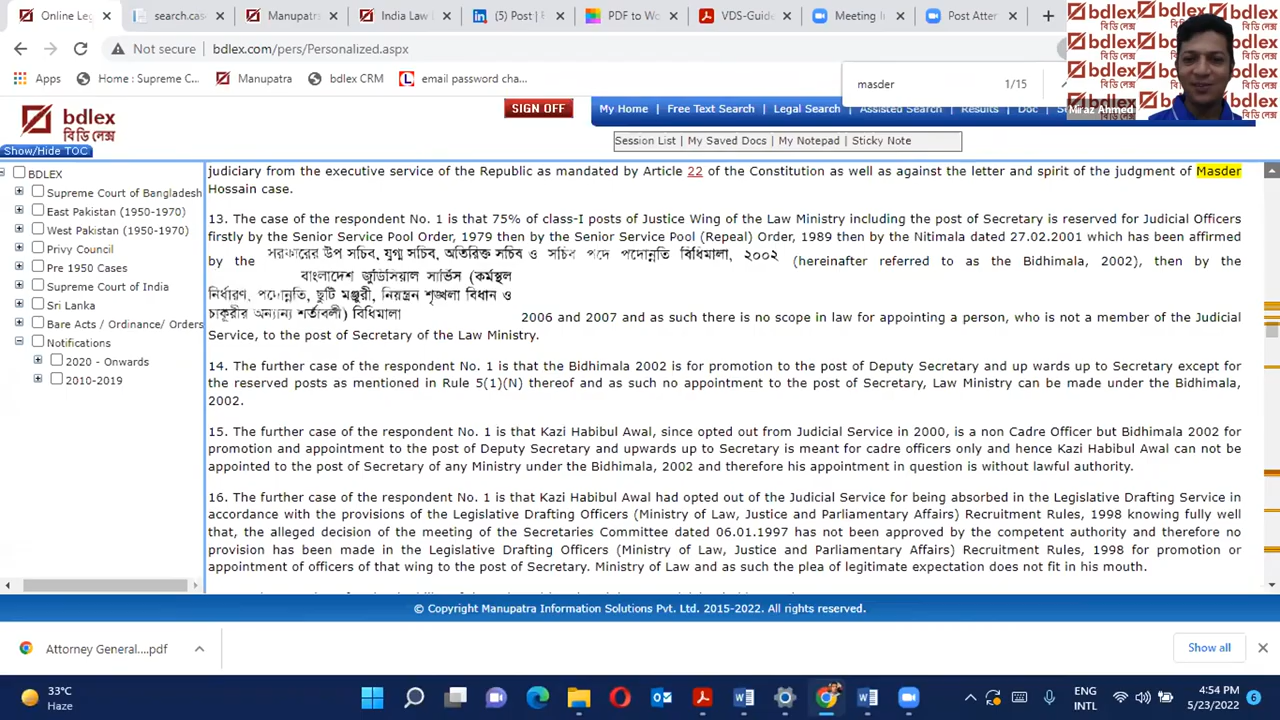 Online Leg
search.cas
Manupatra
India Law I
(5) Post | E
PDF to Wo
VDS-Guide
Meeting In
Post Atten
Not secure
bdlex.com/pers/Personalized.aspx
Apps
Home : Supreme C...
Manupatra
bdlex CRM
email password cha...
masder
1/15
bdlex
বিডি লেক্স
Miraz Ahmed
bdlex
বিডি লেক্স
SIGN OFF
My Home | Free Text Search | Legal Search | Assisted Search | Results | Doc
Session List | My Saved Docs | My Notepad | Sticky Note
Show/Hide TOC
BDLEX
Supreme Court of Bangladesh
East Pakistan (1950-1970)
West Pakistan (1950-1970)
Privy Council
Pre 1950 Cases
Supreme Court of India
Sri Lanka
Bare Acts / Ordinance/ Orders
Notifications
2020 - Onwards
2010-2019
judiciary from the executive service of the Republic as mandated by Article 22 of the Constitution as well as against the letter and spirit of the judgment of Masder
Hossain case.
13. The case of the respondent No. 1 is that 75% of class-I posts of Justice Wing of the Law Ministry including the post of Secretary is reserved for Judicial Officers
firstly by the Senior Service Pool Order, 1979 then by the Senior Service Pool (Repeal) Order, 1989 then by the Nitimala dated 27.02.2001 which has been affirmed
by the সরকারের উপ সচিব, যুগ্ম সচিব, অতিরিক্ত সচিব ও সচিব পদে পদোন্নতি বিধিমালা, ২০০২ (hereinafter referred to as the Bidhimala, 2002), then by the
বাংলাদেশ জুডিসিয়াল সার্ভিস (কর্মস্থল
নির্ধারণ, পদোন্নতি, ছুটি মঞ্জুরী, নিয়ন্ত্রন শৃঙ্খলা বিধান ও
চাকুরীর অন্যান্য শর্তাবলী) বিধিমালা 2006 and 2007 and as such there is no scope in law for appointing a person, who is not a member of the Judicial
Service, to the post of Secretary of the Law Ministry.
14. The further case of the respondent No. 1 is that the Bidhimala 2002 is for promotion to the post of Deputy Secretary and up wards up to Secretary except for
the reserved posts as mentioned in Rule 5(1)(N) thereof and as such no appointment to the post of Secretary, Law Ministry can be made under the Bidhimala,
2002.
15. The further case of the respondent No. 1 is that Kazi Habibul Awal, since opted out from Judicial Service in 2000, is a non Cadre Officer but Bidhimala 2002 for
promotion and appointment to the post of Deputy Secretary and upwards up to Secretary is meant for cadre officers only and hence Kazi Habibul Awal can not be
appointed to the post of Secretary of any Ministry under the Bidhimala, 2002 and therefore his appointment in question is without lawful authority.
16. The further case of the respondent No. 1 is that Kazi Habibul Awal had opted out of the Judicial Service for being absorbed in the Legislative Drafting Service in
accordance with the provisions of the Legislative Drafting Officers (Ministry of Law, Justice and Parliamentary Affairs) Recruitment Rules, 1998 knowing fully well
that, the alleged decision of the meeting of the Secretaries Committee dated 06.01.1997 has not been approved by the competent authority and therefore no
provision has been made in the Legislative Drafting Officers (Ministry of Law, Justice and Parliamentary Affairs) Recruitment Rules, 1998 for promotion or
appointment of officers of that wing to the post of Secretary. Ministry of Law and as such the plea of legitimate expectation does not fit in his mouth.
© Copyright Manupatra Information Solutions Pvt. Ltd. 2015-2022. All rights reserved.
Attorney General....pdf
Show all
33°C
Haze
ENG
INTL
4:54 PM
5/23/2022
6